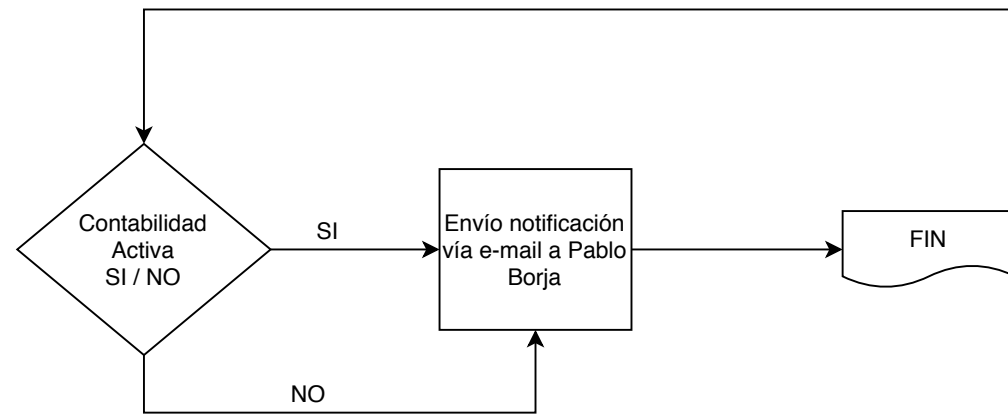 Contabilidad
Activa
SI / NO
SI
Envío notificación
vía e-mail a Pablo
Borja
FIN
NO